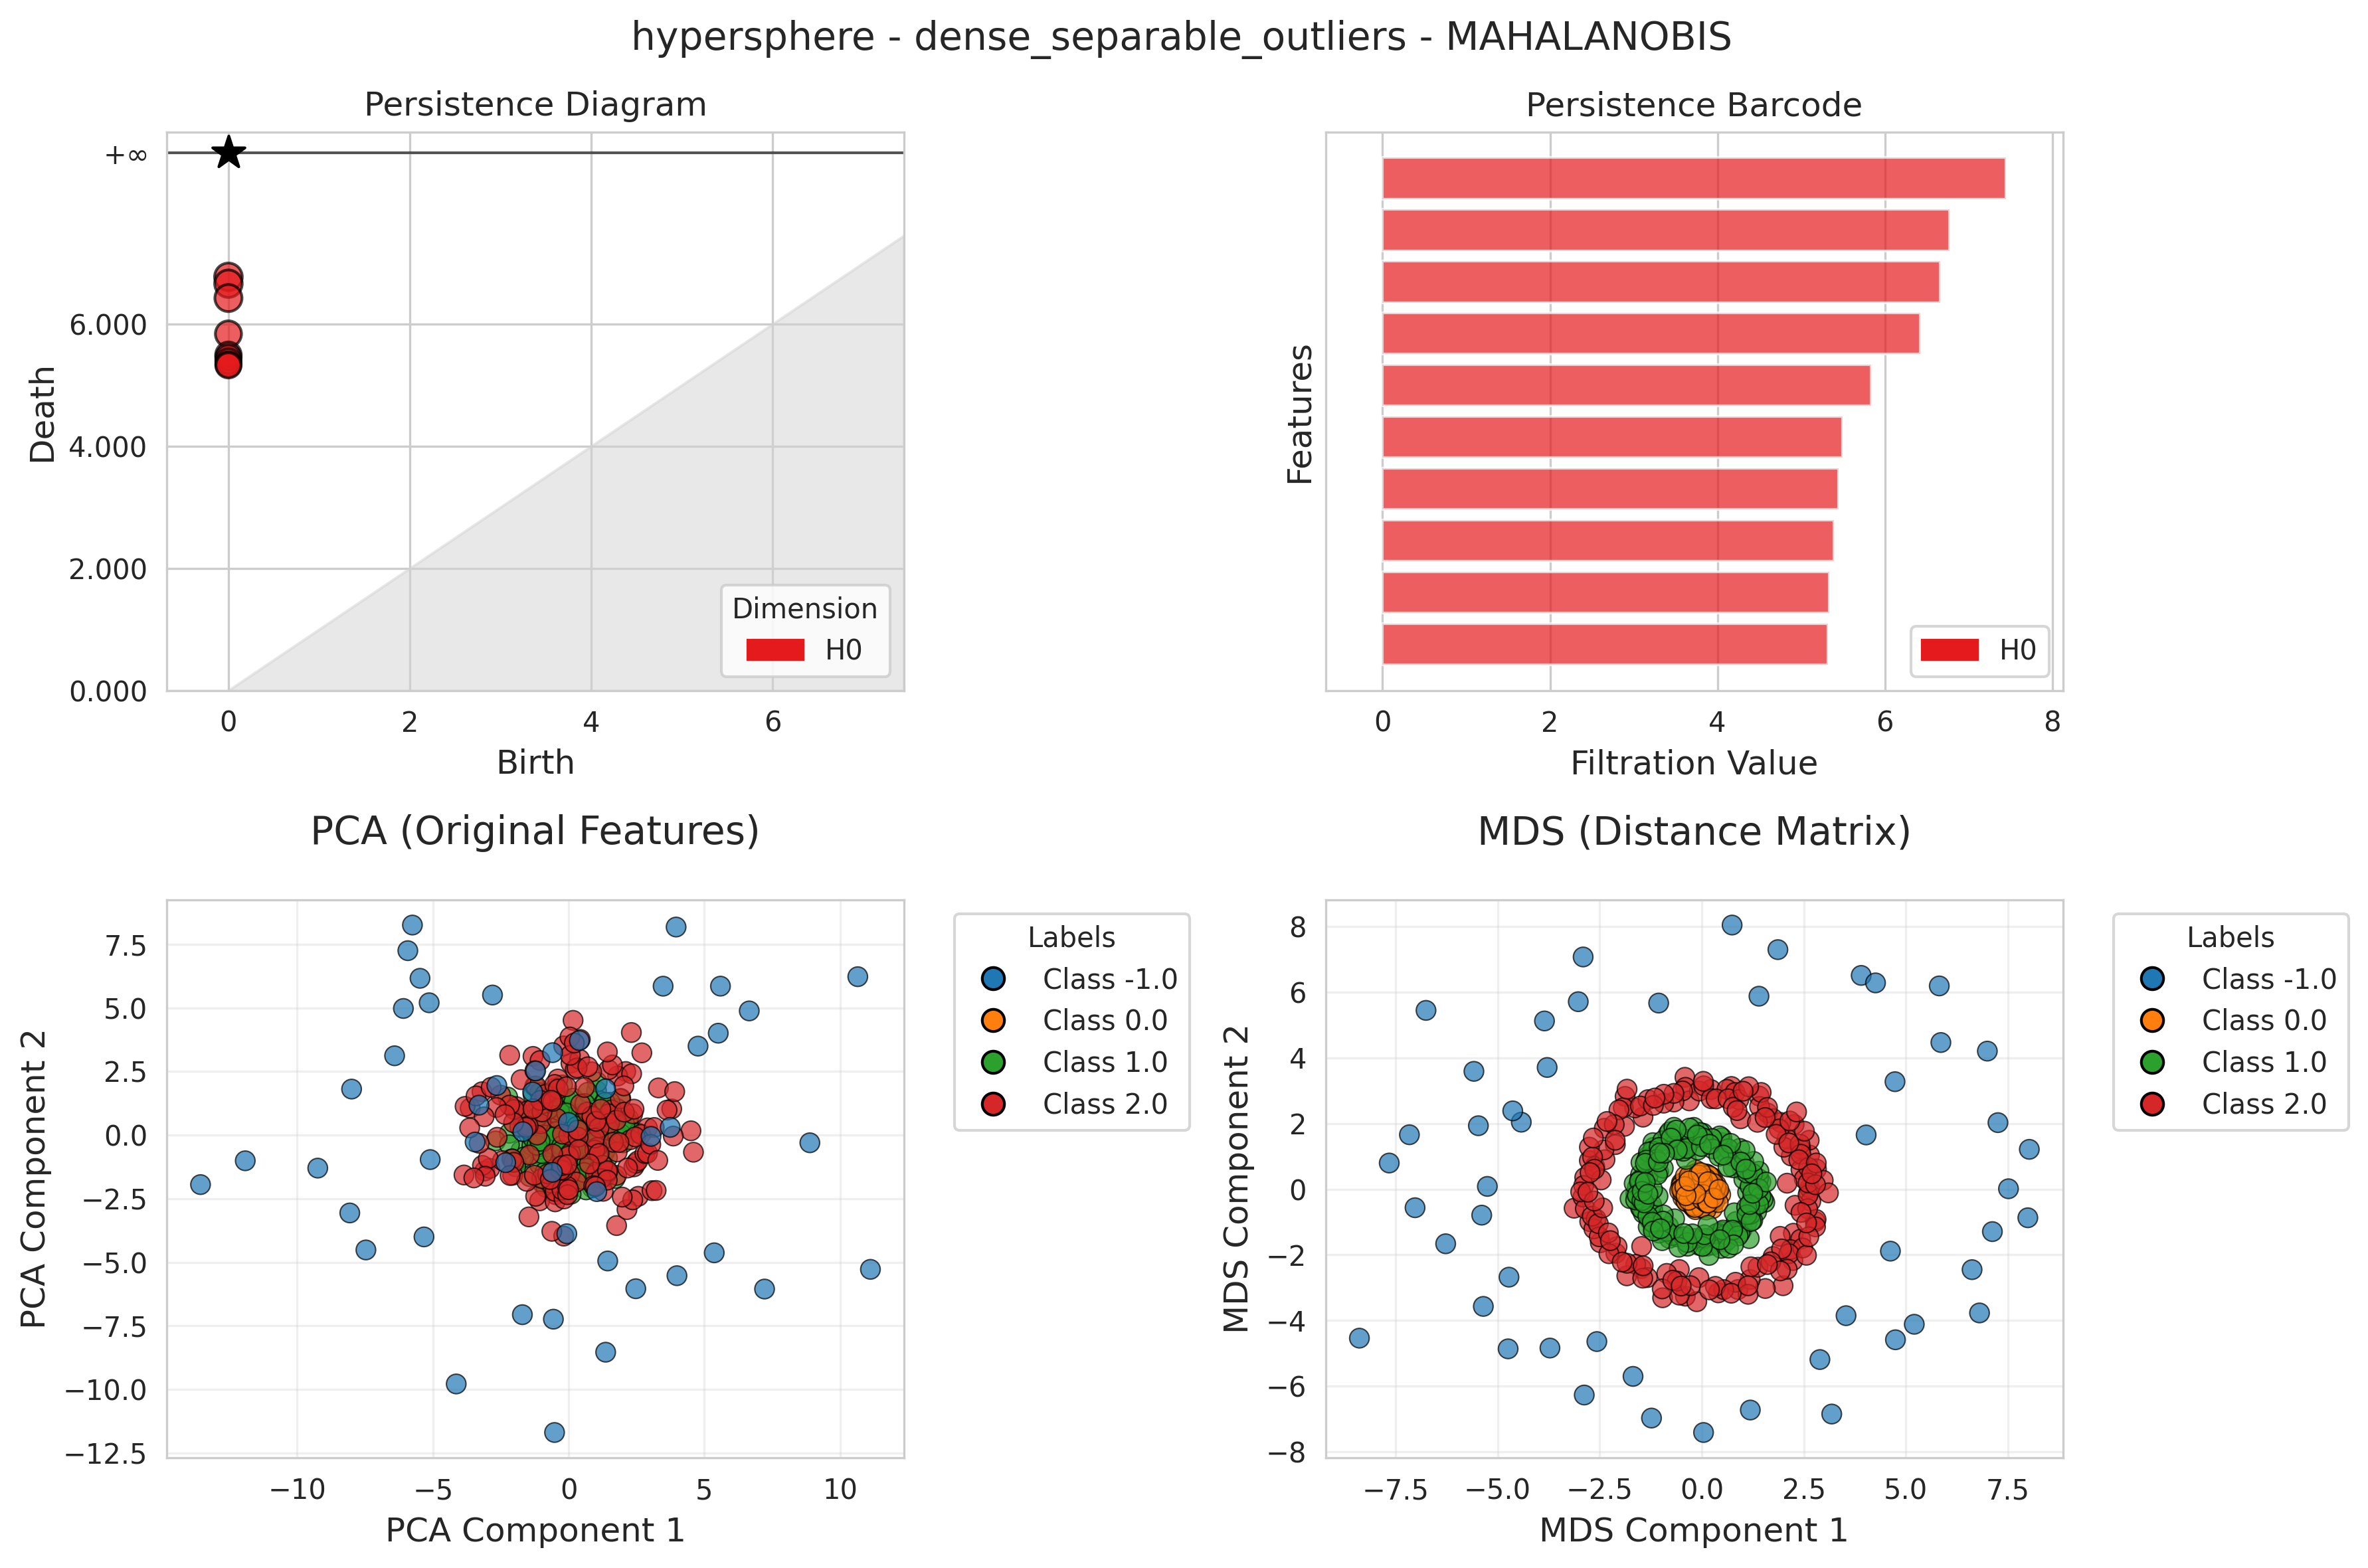 hypersphere - dense_separable_outliers - MAHALANOBIS
Persistence Diagram
+∞
6.000
4.000
2.000
0.000
Death
0 2 4 6
Birth
Dimension
H0
Persistence Barcode
Features
0 2 4 6 8
Filtration Value
H0
PCA (Original Features)
7.5
5.0
2.5
0.0
−2.5
−5.0
−7.5
−10.0
−12.5
PCA Component 2
−10 −5 0 5 10
PCA Component 1
Labels
Class -1.0
Class 0.0
Class 1.0
Class 2.0
MDS (Distance Matrix)
8
6
4
2
0
−2
−4
−6
−8
MDS Component 2
−7.5 −5.0 −2.5 0.0 2.5 5.0 7.5
MDS Component 1
Labels
Class -1.0
Class 0.0
Class 1.0
Class 2.0